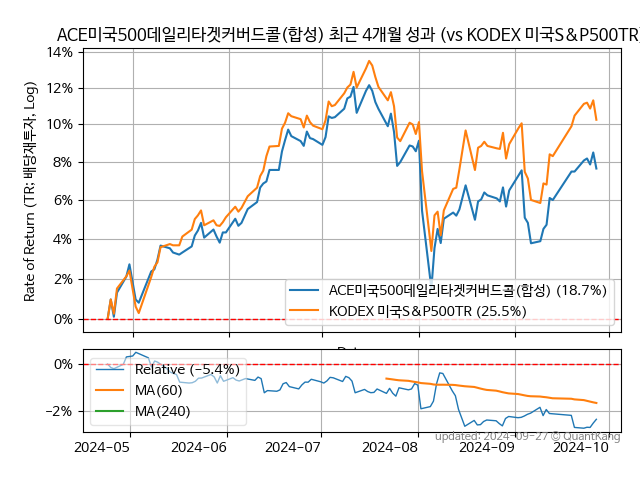 ACE미국500데일리타겟커버드콜(합성) 최근 4개월 성과 (vs KODEX 미국S&P500TR)
14%
12%
10%
8%
6%
4%
2%
0%
Rate of Return (TR: 배당재투자, Log)
ACE미국500데일리타겟커버드콜(합성) (18.7%)
KODEX 미국S&P500TR (25.5%)
0%
−2%
Relative (−5.4%)
MA(60)
MA(240)
2024-05
2024-06
2024-07
2024-08
2024-09
2024-10
updated: 2024-09-27 © QuantKang